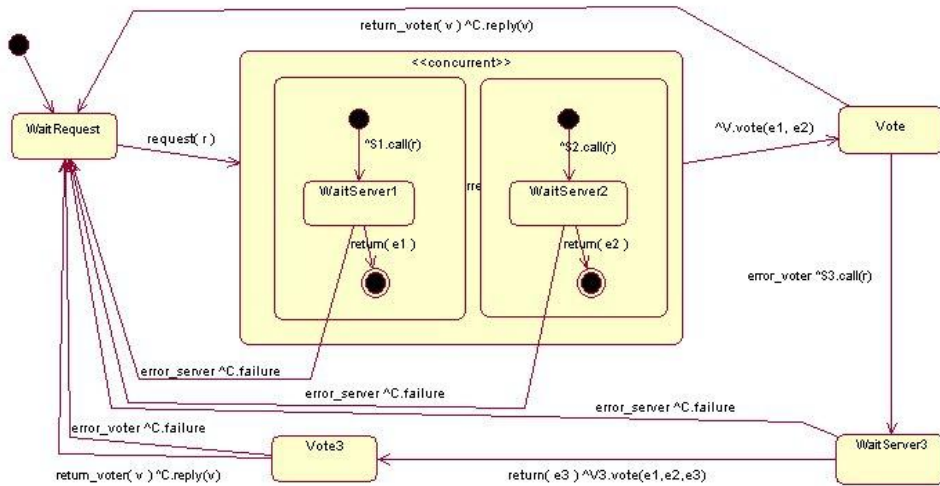 return_voter( v ) ^C.reply(v)
<<concurrent>>
WaitRequest
request( r )
^S1.call(r)
^S2.call(r)
^V.vote(e1, e2)
Vote
WaitServer1
WaitServer2
return( e1 )
return( e2 )
error_voter ^S3.call(r)
error_server ^C.failure
error_server ^C.failure
error_server ^C.failure
error_voter ^C.failure
Vote3
WaitServer3
return_voter( v ) ^C.reply(v)
return( e3 ) ^V3.vote(e1,e2,e3)